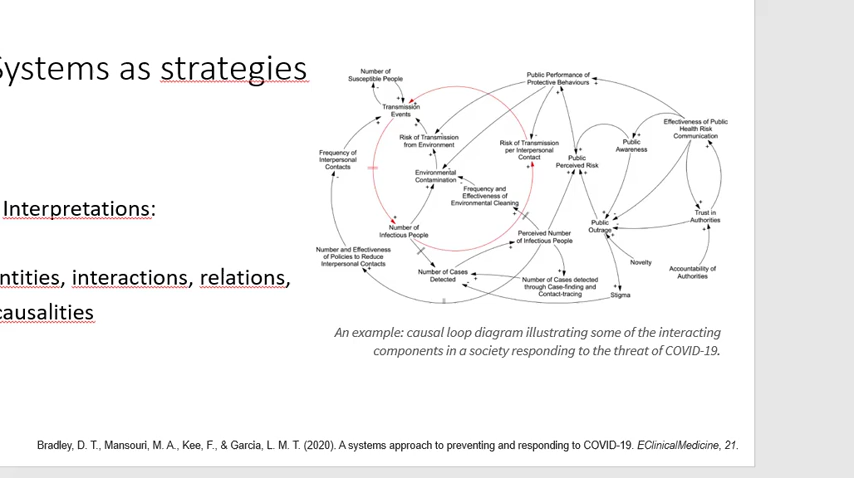 Systems as strategies
Number of
Susceptible People
Public Performance of
Protective Behaviours
Transmission
Events
Effectiveness of Public
Health Risk
Communication
Risk of Transmission
from Environment
Risk of Transmission
per Interpersonal
Contact
Public
Awareness
Frequency of
Interpersonal
Contacts
Public
Perceived Risk
Environmental
Contamination
Frequency and
Effectiveness of
Environmental Cleaning
Interpretations:
Trust in
Authorities
Number of
Infectious People
Public
Outrage
Perceived Number
of Infectious People
Number and Effectiveness
of Policies to Reduce
Interpersonal Contacts
Novelty
Accountability of
Authorities
Number of Cases
Detected
Number of Cases detected
through Case-finding and
Contact-tracing
Stigma
ntities, interactions, relations,
causalities
An example: causal loop diagram illustrating some of the interacting
components in a society responding to the threat of COVID-19.
Bradley, D. T., Mansouri, M. A., Kee, F., & Garcia, L. M. T. (2020). A systems approach to preventing and responding to COVID-19. EClinicalMedicine, 21.